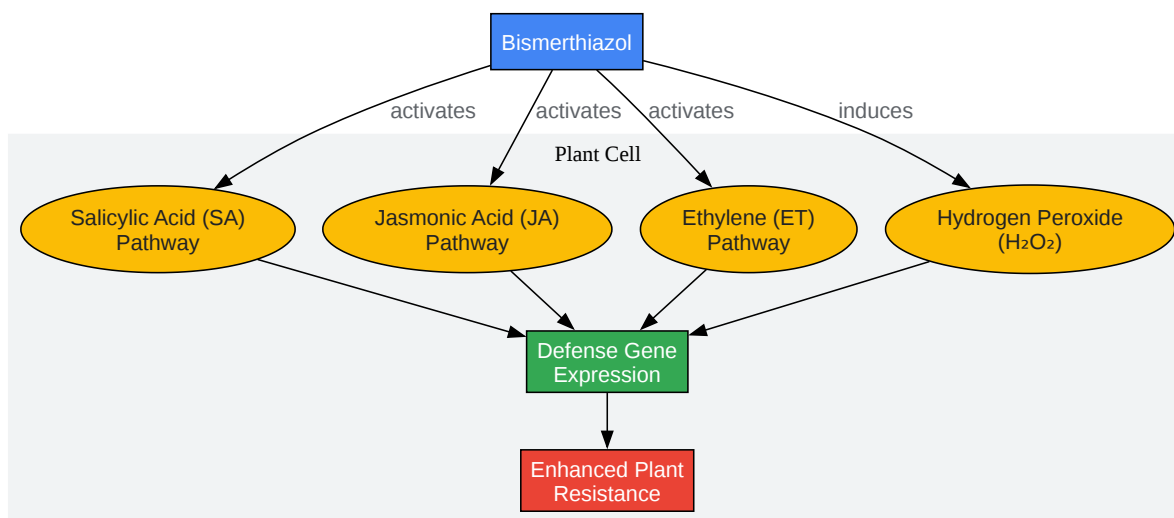 Bismerthiazol
activates
activates
activates
induces
Plant Cell
Salicylic Acid (SA)
Pathway
Jasmonic Acid (JA)
Pathway
Ethylene (ET)
Pathway
Hydrogen Peroxide
(H₂O₂)
Defense Gene
Expression
Enhanced Plant
Resistance